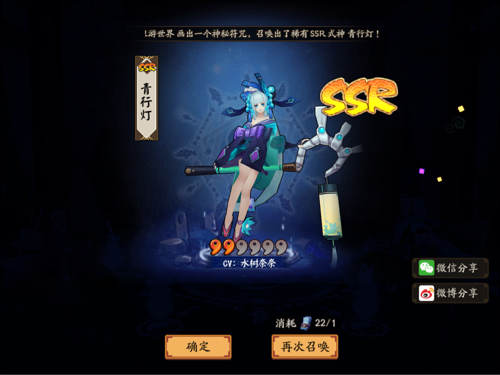 游世界 画出一个神秘符咒，召唤出了稀有SSR式神 青行灯！
SSR
青行灯
SSR
CV：水树奈奈
微信分享
微博分享
消耗 22/1
确定
再次召唤